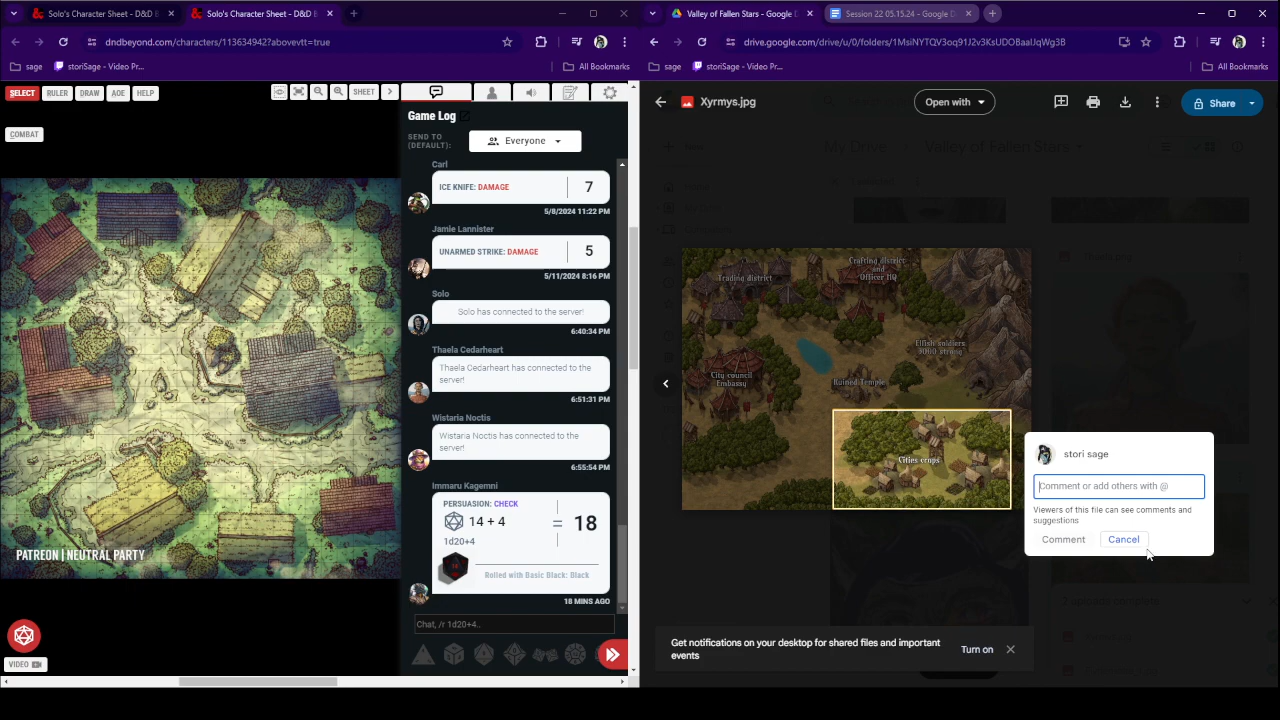 Solo's Character Sheet - D&D B
Solo's Character Sheet - D&D B
dndbeyond.com/characters/113634942?abovevtt=true
sage
storiSage - Video Pr...
All Bookmarks
SELECT
RULER
DRAW
AOE
HELP
SHEET
COMBAT
Game Log
SEND TO
(DEFAULT):
Everyone
Carl
ICE KNIFE: DAMAGE
7
5/8/2024 11:22 PM
Jamie Lannister
UNARMED STRIKE: DAMAGE
5
5/11/2024 8:16 PM
Solo
Solo has connected to the server!
6:40:34 PM
Thaela Cedarheart
Thaela Cedarheart has connected to the
server!
6:51:31 PM
Wistaria Noctis
Wistaria Noctis has connected to the
server!
6:55:54 PM
Immaru Kagemni
PERSUASION: CHECK
14 + 4
= 18
1d20+4
Rolled with Basic Black: Black
18 MINS AGO
Chat, /r 1d20+4..
PATREON | NEUTRAL PARTY
VIDEO
Valley of Fallen Stars - Google D
Session 22 05.15.24 - Google D
drive.google.com/drive/u/0/folders/1MsiNYTQV3oq91J2v3KsUDOBaalJqWg3B
sage
storiSage - Video Pr...
All Bookmarks
Xyrmys.jpg
Open with
Share
My Drive
Valley of Fallen Stars
Trading district
Crafting district
and
Officer HQ
Elfish soldiers
3000 strong
City council
Embassy
Ruined Temple
Cities crops
stori sage
Comment or add others with @
Viewers of this file can see comments and
suggestions
Comment
Cancel
Get notifications on your desktop for shared files and important
events
Turn on